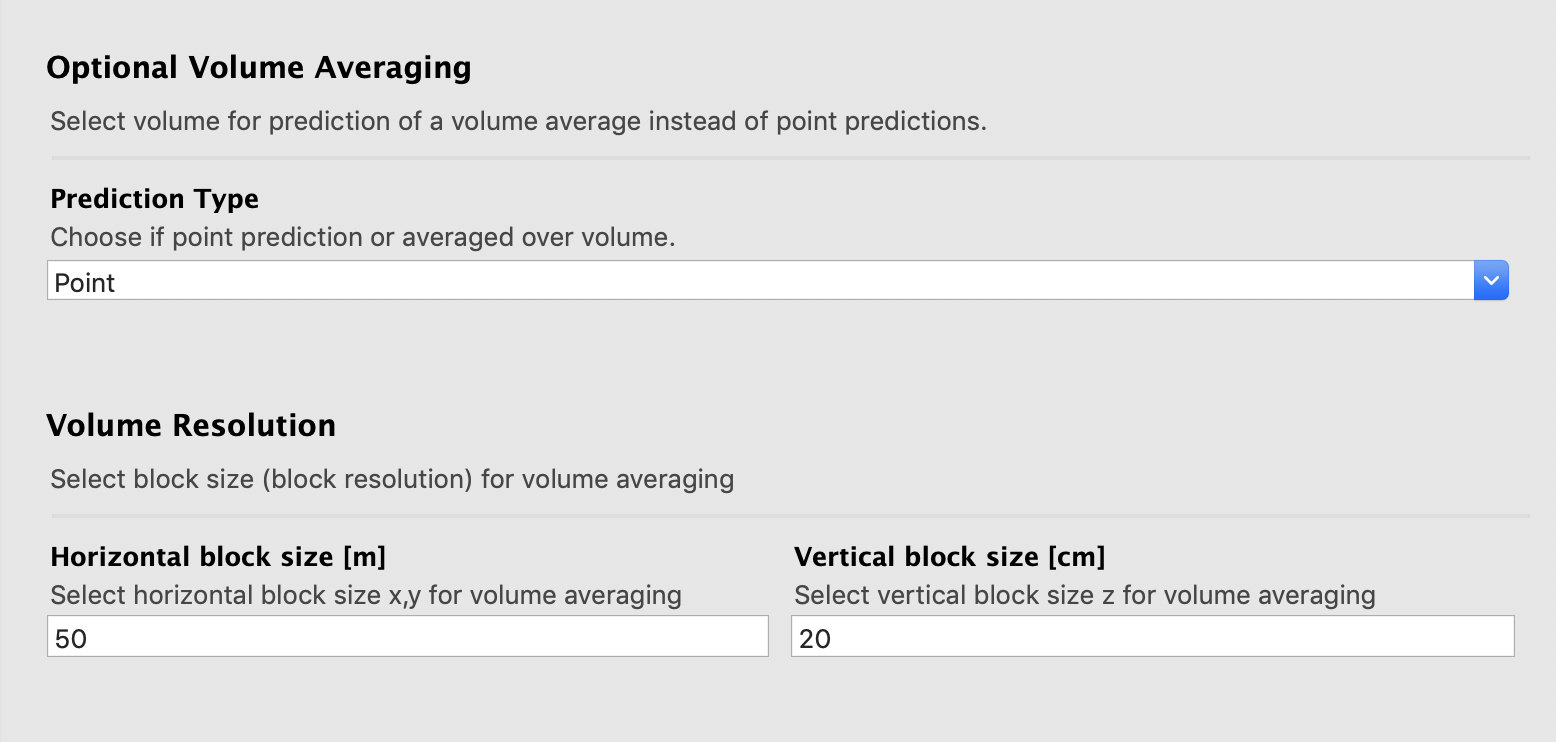 Optional Volume Averaging
Select volume for prediction of a volume average instead of point predictions.
Prediction Type
Choose if point prediction or averaged over volume.
Point
Volume Resolution
Select block size (block resolution) for volume averaging
Horizontal block size [m]
Select horizontal block size x,y for volume averaging
50
Vertical block size [cm]
Select vertical block size z for volume averaging
20